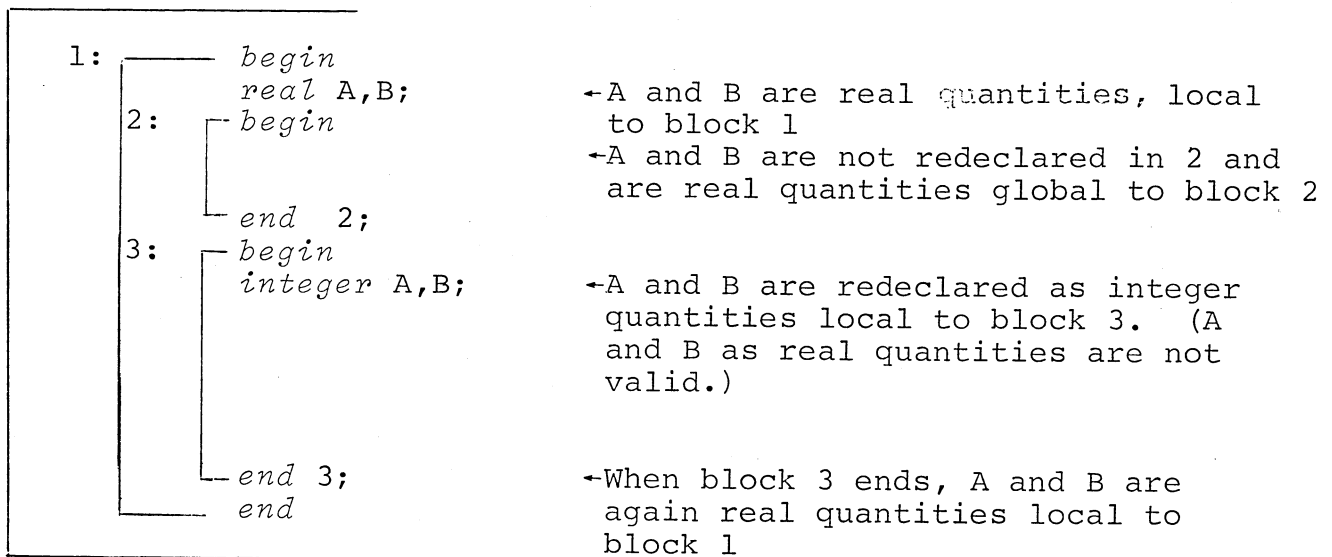 1: begin
real A,B; ←A and B are real quantities, local
2: begin to block 1
←A and B are not redeclared in 2 and
are real quantities global to block 2
end 2;
3: begin
integer A,B; ←A and B are redeclared as integer
quantities local to block 3. (A
and B as real quantities are not
valid.)
end 3; ←When block 3 ends, A and B are
end again real quantities local to
block 1